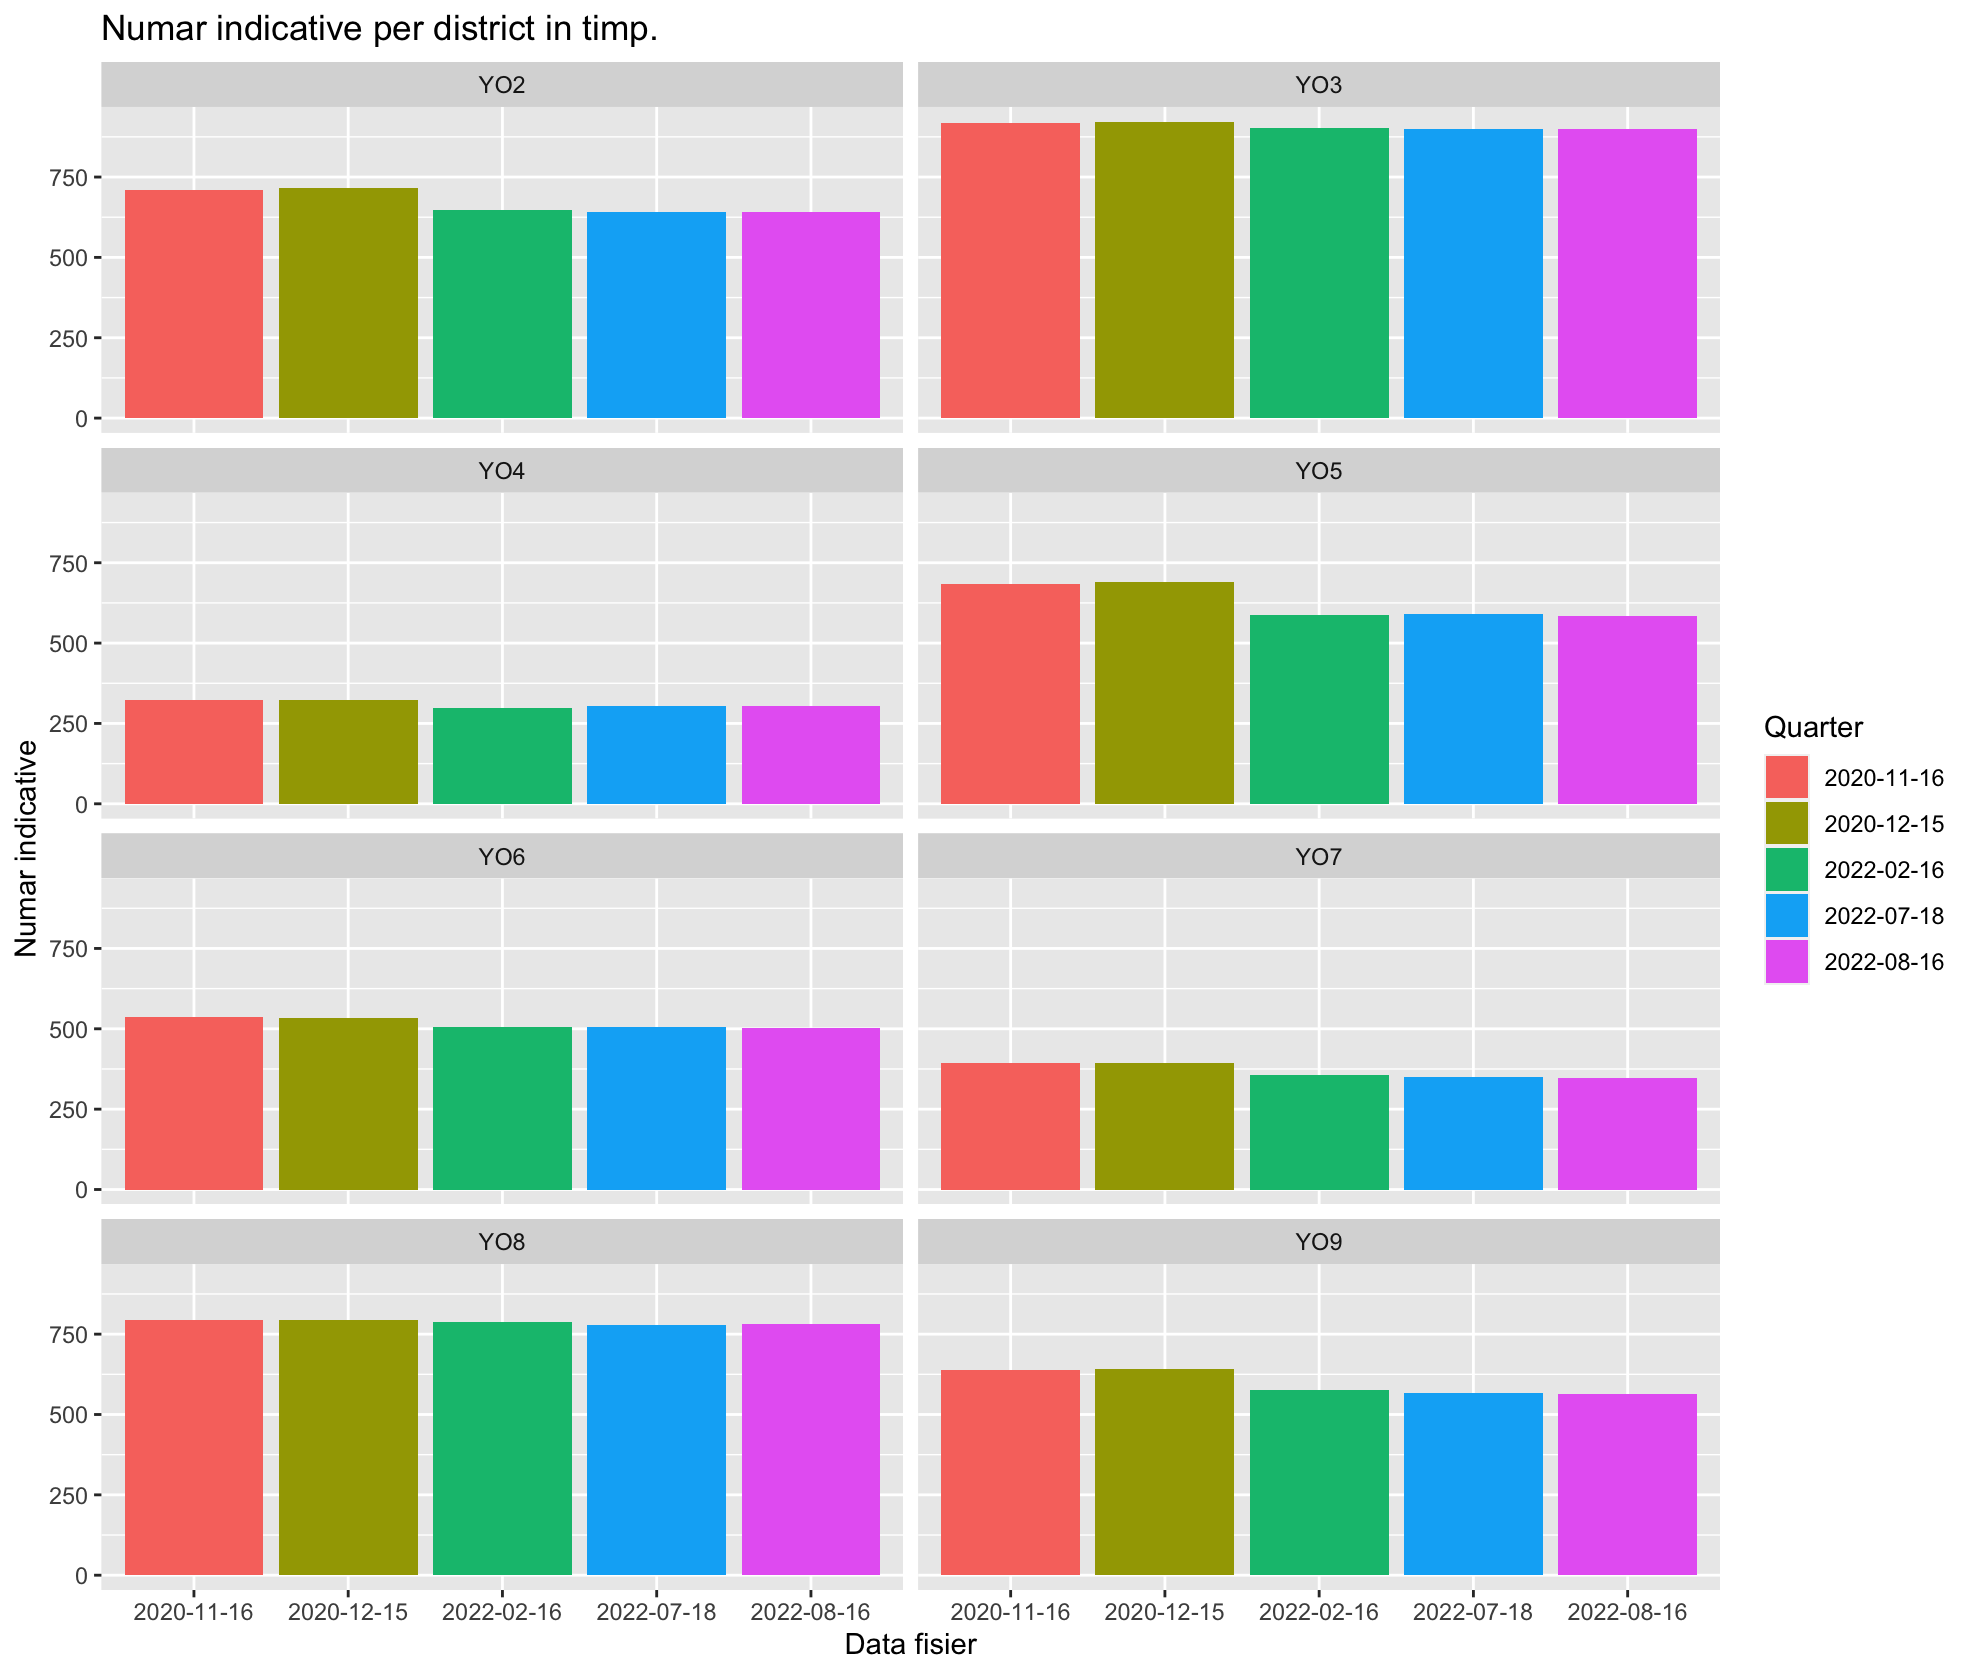 Numar indicative per district in timp.
YO2
YO3
750
500
250
0
YO4
YO5
750
500
250
0
YO6
YO7
750
500
250
0
YO8
YO9
750
500
250
0
2020-11-16 2020-12-15 2022-02-16 2022-07-18 2022-08-16
2020-11-16 2020-12-15 2022-02-16 2022-07-18 2022-08-16
Data fisier
Numar indicative
Quarter
2020-11-16
2020-12-15
2022-02-16
2022-07-18
2022-08-16